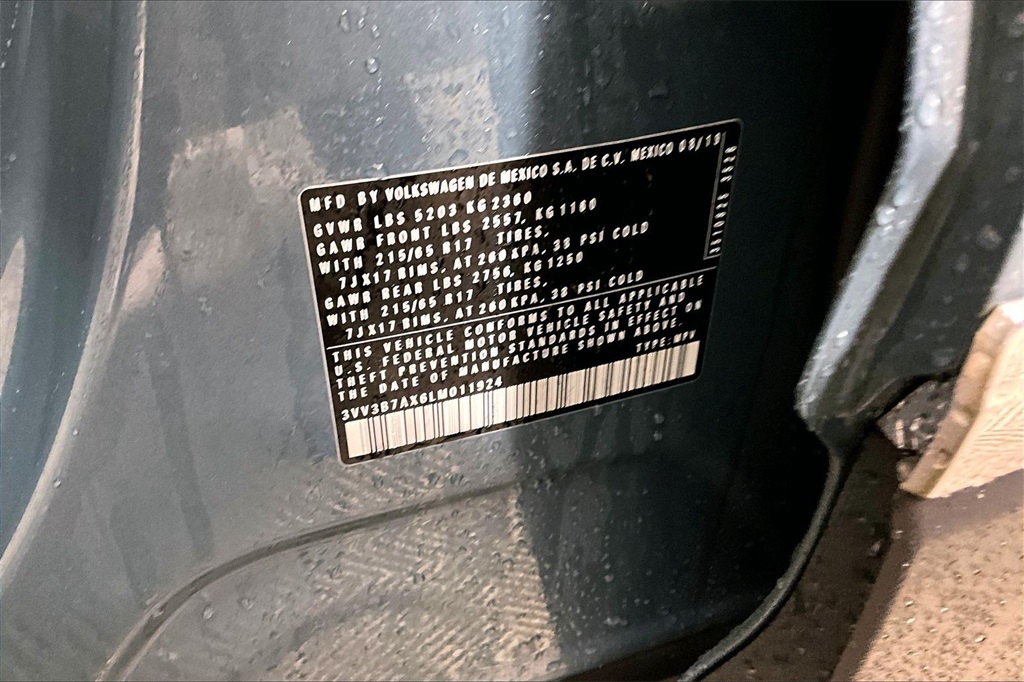 MFD BY VOLKSWAGEN DE MEXICO S.A. DE C.V. MEXICO 08/19
GVWR LBS 5203 KG 2360
GAWR FRONT LBS 2557, KG 1160
WITH 215/65 R17 TIRES,
7JX17 RIMS, AT 260 KPA, 38 PSI COLD
GAWR REAR LBS 2756, KG 1250
WITH 215/65 R17 TIRES,
7JX17 RIMS, AT 260 KPA, 38 PSI COLD
THIS VEHICLE CONFORMS TO ALL APPLICABLE
U.S. FEDERAL MOTOR VEHICLE SAFETY AND
THEFT PREVENTION STANDARDS IN EFFECT ON
THE DATE OF MANUFACTURE SHOWN ABOVE.
3VV3B7AX6LM011924 TYPE: MPV